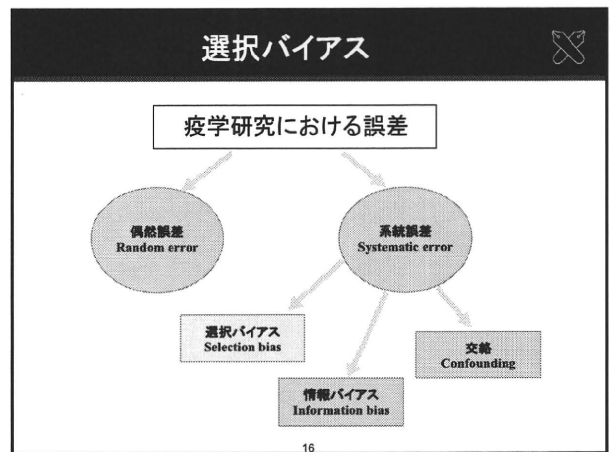 選択バイアス
疫学研究における誤差
偶然誤差
Random error
系統誤差
Systematic error
選択バイアス
Selection bias
交絡
Confounding
情報バイアス
Information bias
16